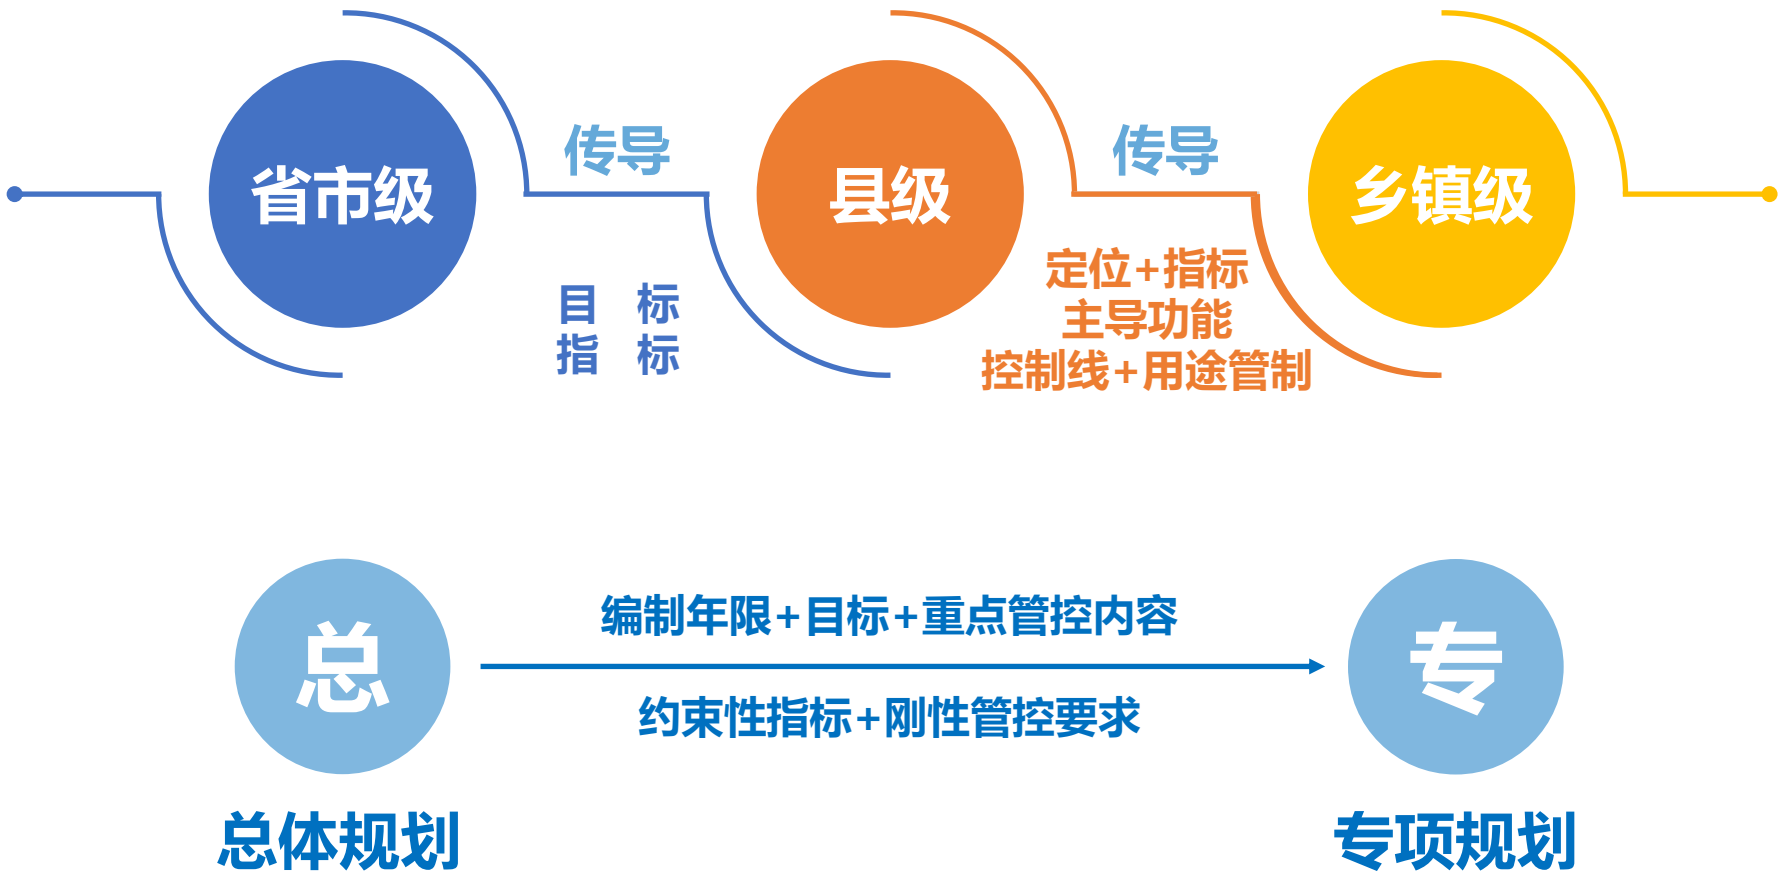 省市级
传导
县级
传导
乡镇级
目 标
指 标
定位+指标
主导功能
控制线+用途管制
总
编制年限+目标+重点管控内容
约束性指标+刚性管控要求
专
总体规划
专项规划